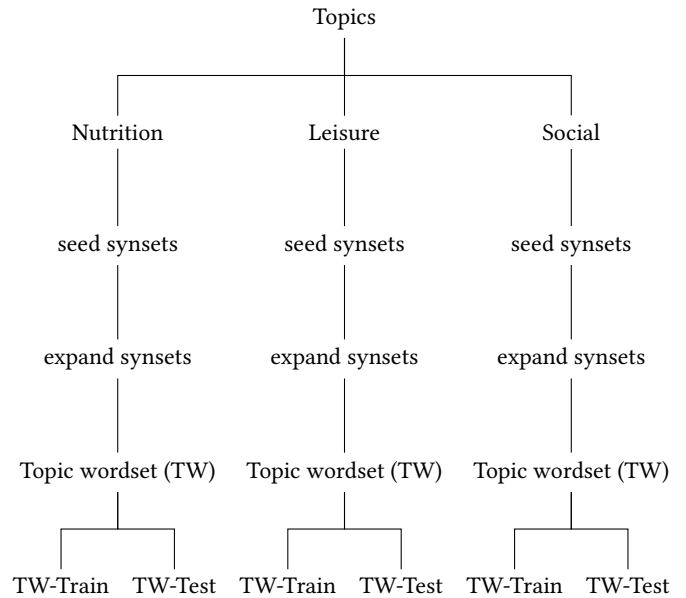 Topics
Nutrition Leisure Social
seed synsets seed synsets seed synsets
expand synsets expand synsets expand synsets
Topic wordset (TW) Topic wordset (TW) Topic wordset (TW)
TW-Train TW-Test TW-Train TW-Test TW-Train TW-Test